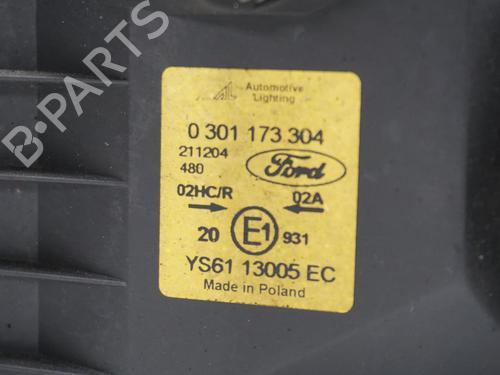 Automotive
Lighting
0 301 173 304
211204
480
Ford
02HC/R
02A
20
E1
931
YS61 13005 EC
Made in Poland
B-PARTS
B-PARTS